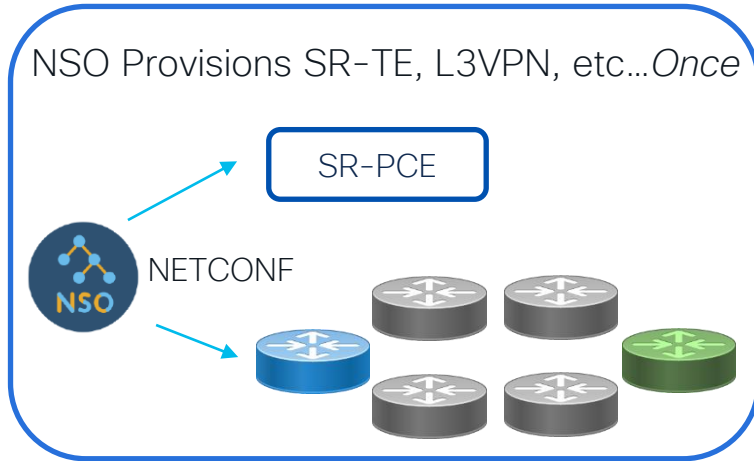 NSO Provisions SR-TE, L3VPN, etc...Once
SR-PCE
NETCONF
NSO